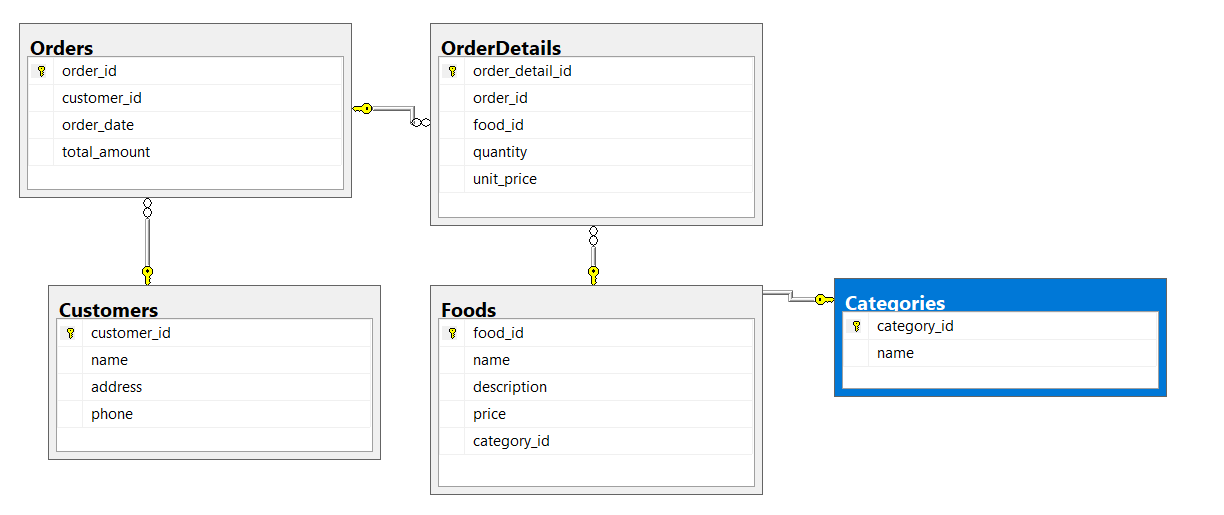 Orders
order_id
customer_id
order_date
total_amount
OrderDetails
order_detail_id
order_id
food_id
quantity
unit_price
Customers
customer_id
name
address
phone
Foods
food_id
name
description
price
category_id
Categories
category_id
name